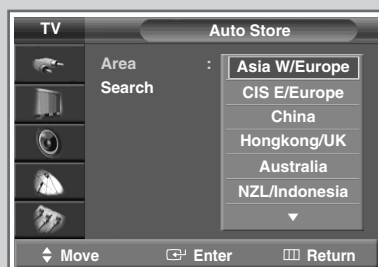 TV Auto Store
Area : Asia W/Europe
Search CIS E/Europe
China
Hongkong/UK
Australia
NZL/Indonesia
▼
Move Enter Return